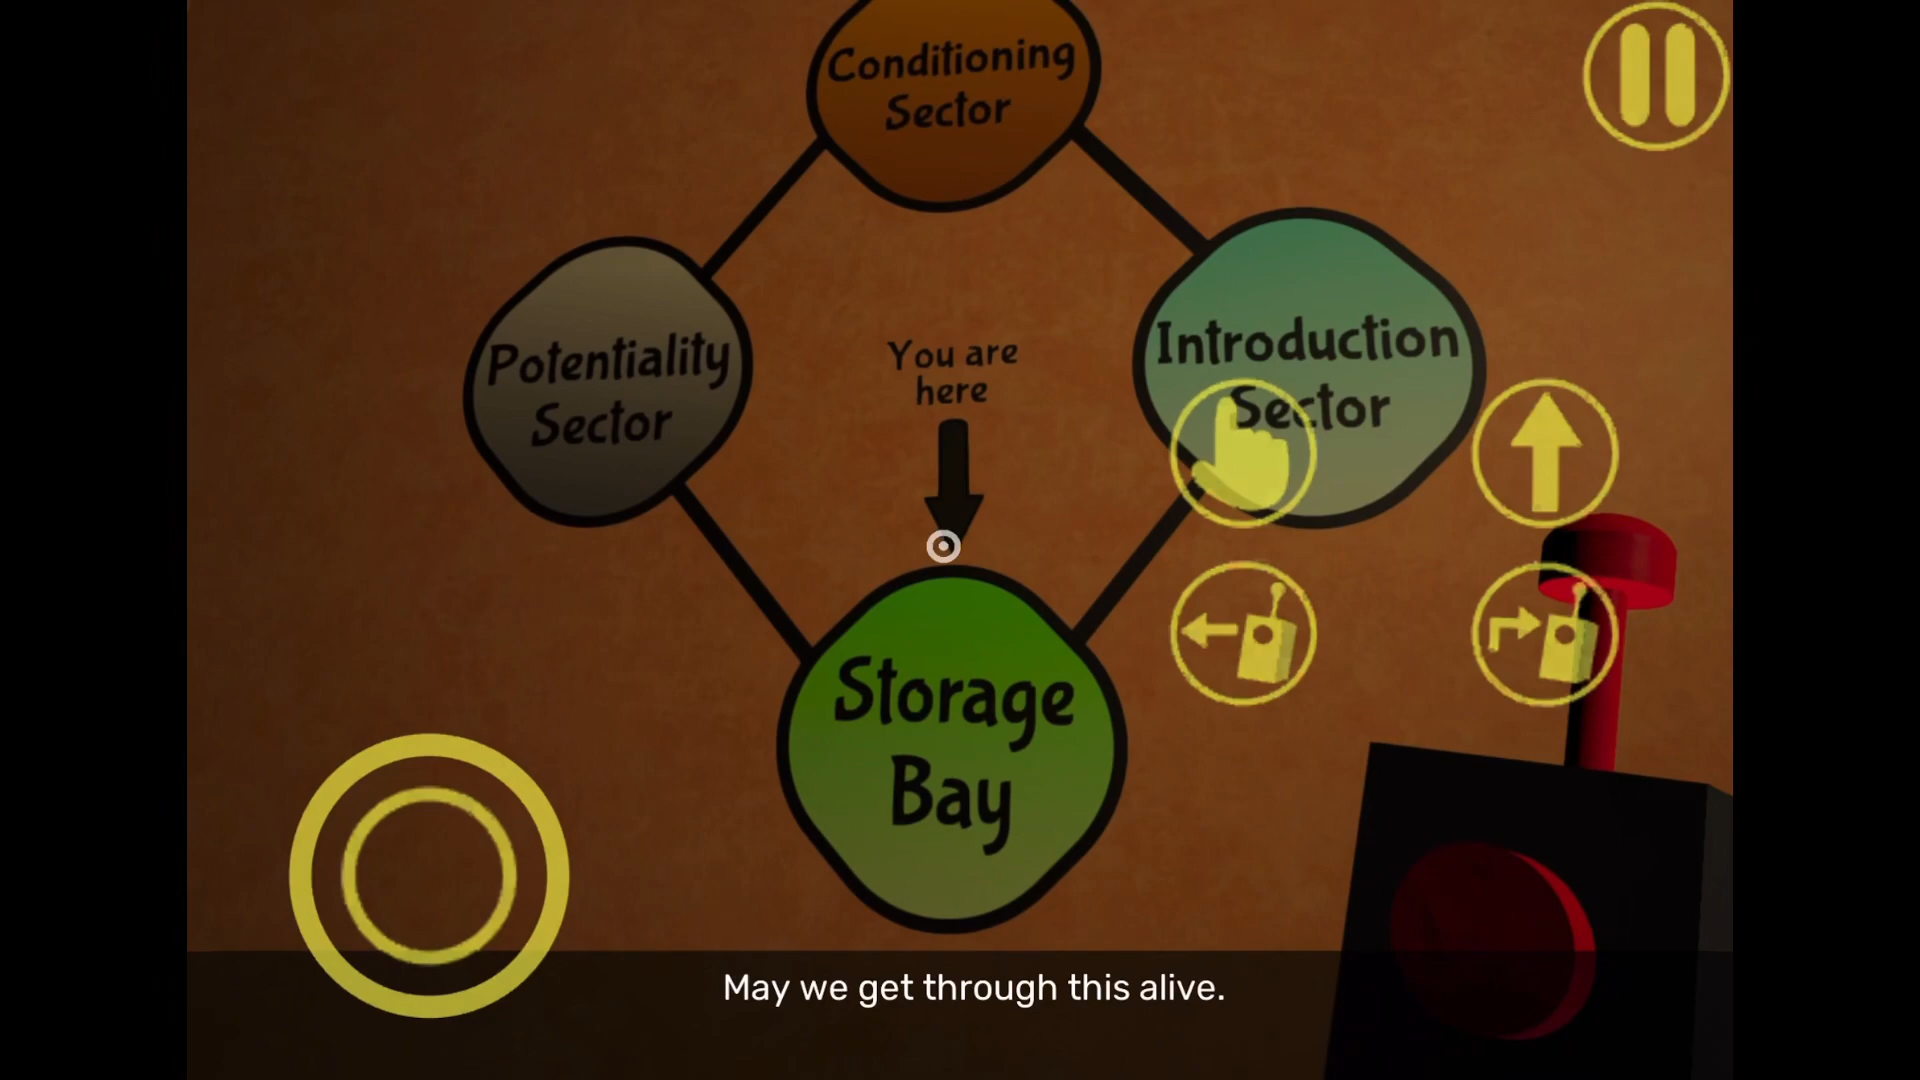 Conditioning
Sector
Potentiality
Sector
You are
here
Introduction
Sector
Storage
Bay
May we get through this alive.